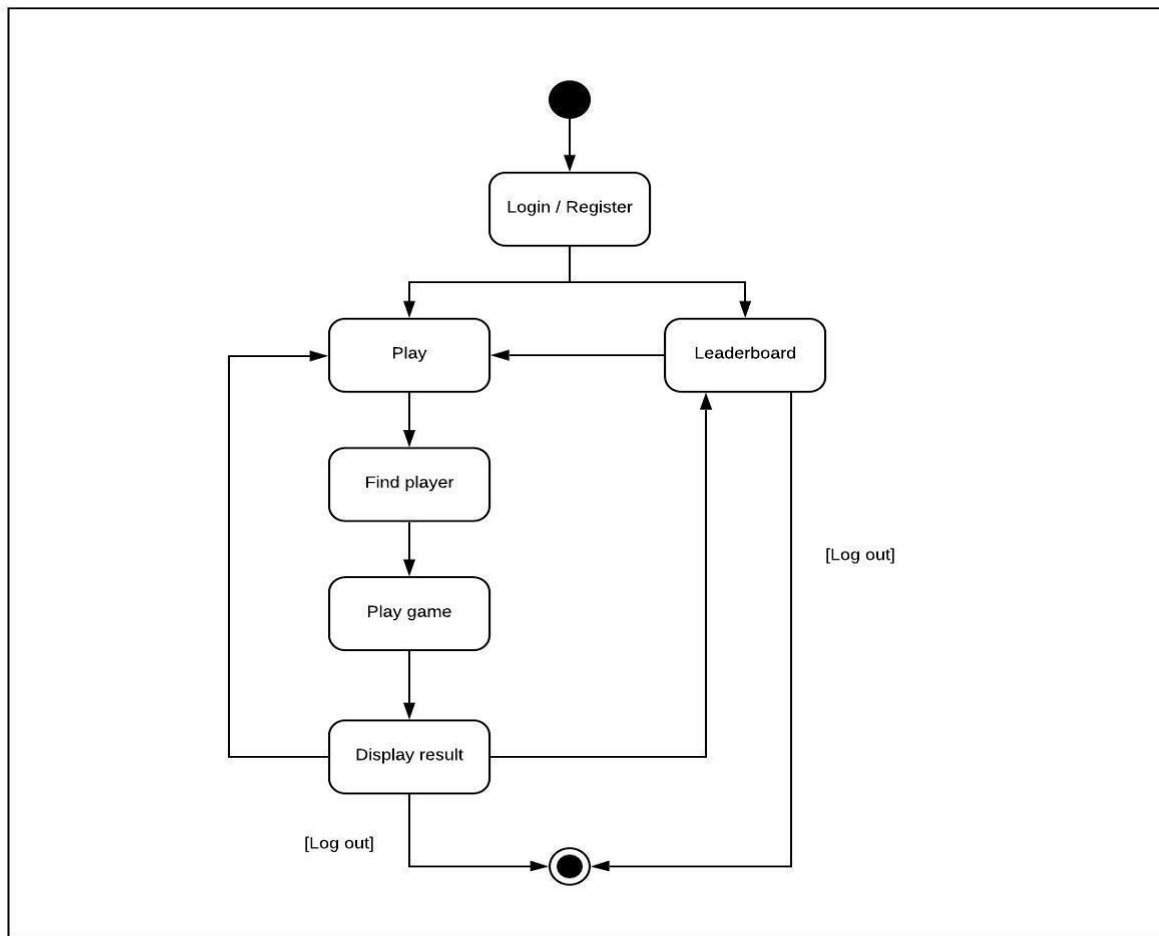 Login / Register
Play
Leaderboard
Find player
[Log out]
Play game
Display result
[Log out]